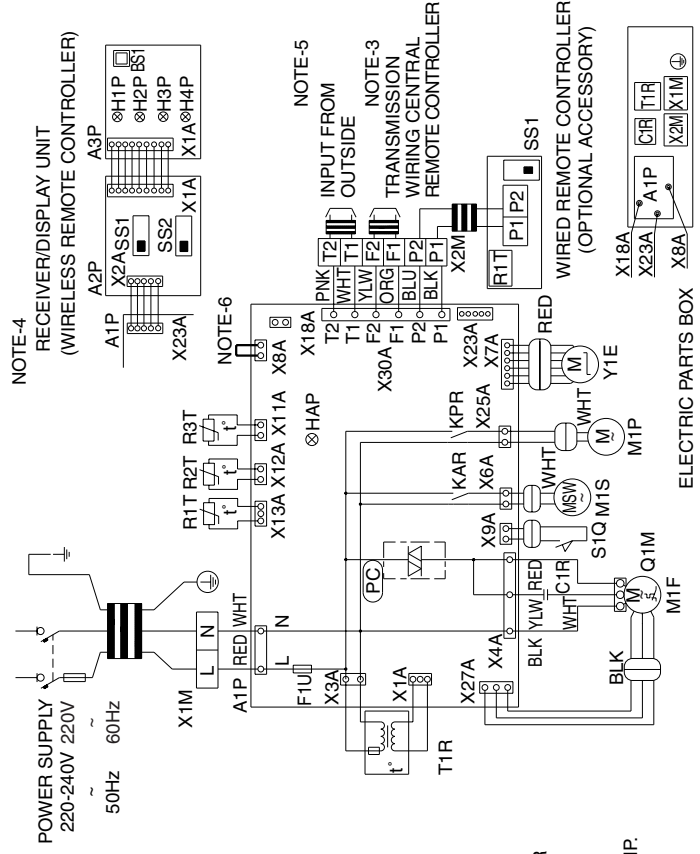 POWER SUPPLY
220-240V 220V
~ ~
50Hz 60Hz
X1M
L N
RED WHT
A1P
L N
F1U
X3A
X1A
t°
T1R
R1T R2T R3T
t° t° t°
X13A X12A X11A
NOTE-6
X8A
X18A
HAP
PC
KAR
KPR
X27A
X4A
X9A
X6A
X25A
X7A
X23A
BLK YLW RED
WHT
C1R
BLK
Q1M
M
M1F
S1Q
WHT
MSW
~
M1S
WHT
M
~
M1P
RED
M
Y1E
X30A
T2
T1
F2
F1
P2
P1
PNK
WHT
YLW
ORG
BLU
BLK
T2
T1
F2
F1
P2
P1
X2M
NOTE-5
INPUT FROM
OUTSIDE
NOTE-3
TRANSMISSION
WIRING CENTRAL
REMOTE CONTROLLER
NOTE-4
RECEIVER/DISPLAY UNIT
(WIRELESS REMOTE CONTROLLER)
A1P
X23A
A2P
X2A
SS1
SS2
X1A
A3P
X1A
BS1
H1P
H2P
H3P
H4P
R1T
P1 P2
SS1
WIRED REMOTE CONTROLLER
(OPTIONAL ACCESSORY)
X18A
X23A
X8A
A1P
C1R T1R
X2M X1M
ELECTRIC PARTS BOX
R
MP.